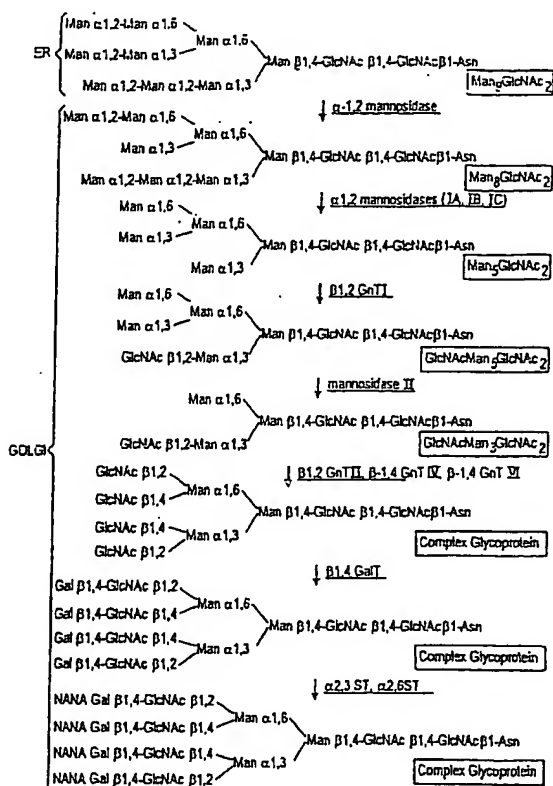 ER
Man α1,2-Man α1,6
Man α1,6
Man α1,2-Man α1,3
Man β1,4-GlcNAc β1,4-GlcNAc β1-Asn
Man α1,2-Man α1,2-Man α1,3
Man9GlcNAc2
α-1,2 mannosidase
GOLGI
Man α1,2-Man α1,6
Man α1,6
Man α1,3
Man β1,4-GlcNAc β1,4-GlcNAcβ1-Asn
Man α1,2-Man α1,2-Man α1,3
Man8GlcNAc2
α1,2 mannosidases (IA, IB, IC)
Man α1,6
Man α1,6
Man α1,3
Man β1,4-GlcNAc β1,4-GlcNAcβ1-Asn
Man α1,3
Man5GlcNAc2
β1,2 GnTI
Man α1,6
Man α1,6
Man α1,3
Man β1,4-GlcNAc β1,4-GlcNAcβ1-Asn
GlcNAc β1,2-Man α1,3
GlcNAcMan5GlcNAc2
mannosidase II
Man α1,6
Man β1,4-GlcNAc β1,4-GlcNAcβ1-Asn
GlcNAc β1,2-Man α1,3
GlcNAcMan3GlcNAc2
β1,2 GnTII, β-1,4 GnT IV, β-1,4 GnT VI
GlcNAc β1,2
Man α1,6
GlcNAc β1,4
Man β1,4-GlcNAc β1,4-GlcNAcβ1-Asn
GlcNAc β1,4
Man α1,3
GlcNAc β1,2
Complex Glycoprotein
β1,4 GalT
Gal β1,4-GlcNAc β1,2
Man α1,6
Gal β1,4-GlcNAc β1,4
Man β1,4-GlcNAc β1,4-GlcNAcβ1-Asn
Gal β1,4-GlcNAc β1,4
Man α1,3
Gal β1,4-GlcNAc β1,2
Complex Glycoprotein
α2,3 ST, α2,6ST
NANA Gal β1,4-GlcNAc β1,2
Man α1,6
NANA Gal β1,4-GlcNAc β1,4
Man β1,4-GlcNAc β1,4-GlcNAcβ1-Asn
NANA Gal β1,4-GlcNAc β1,4
Man α1,3
NANA Gal β1,4-GlcNAc β1,2
Complex Glycoprotein